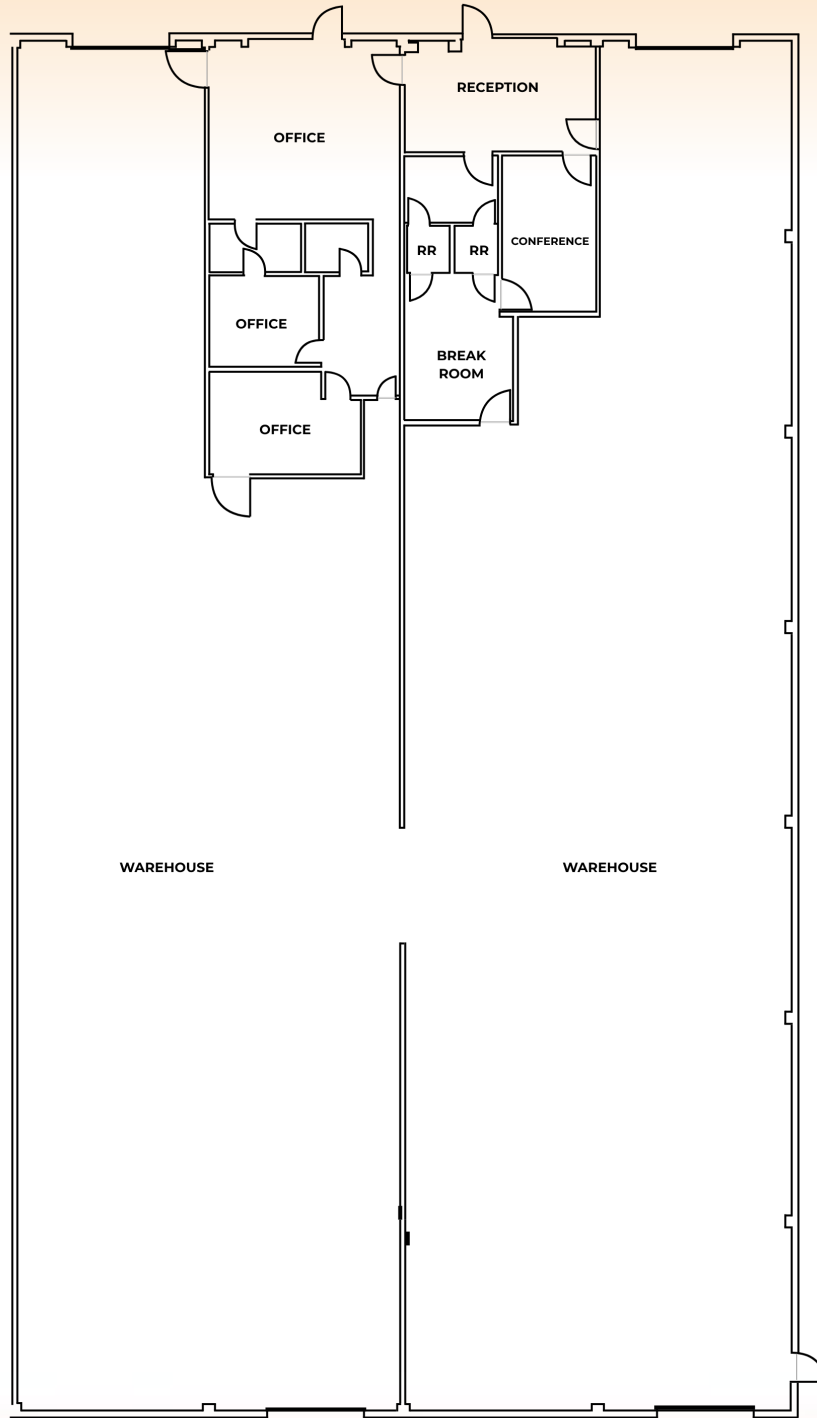 RECEPTION
OFFICE
CONFERENCE
RR
RR
OFFICE
BREAK
ROOM
OFFICE
WAREHOUSE
WAREHOUSE